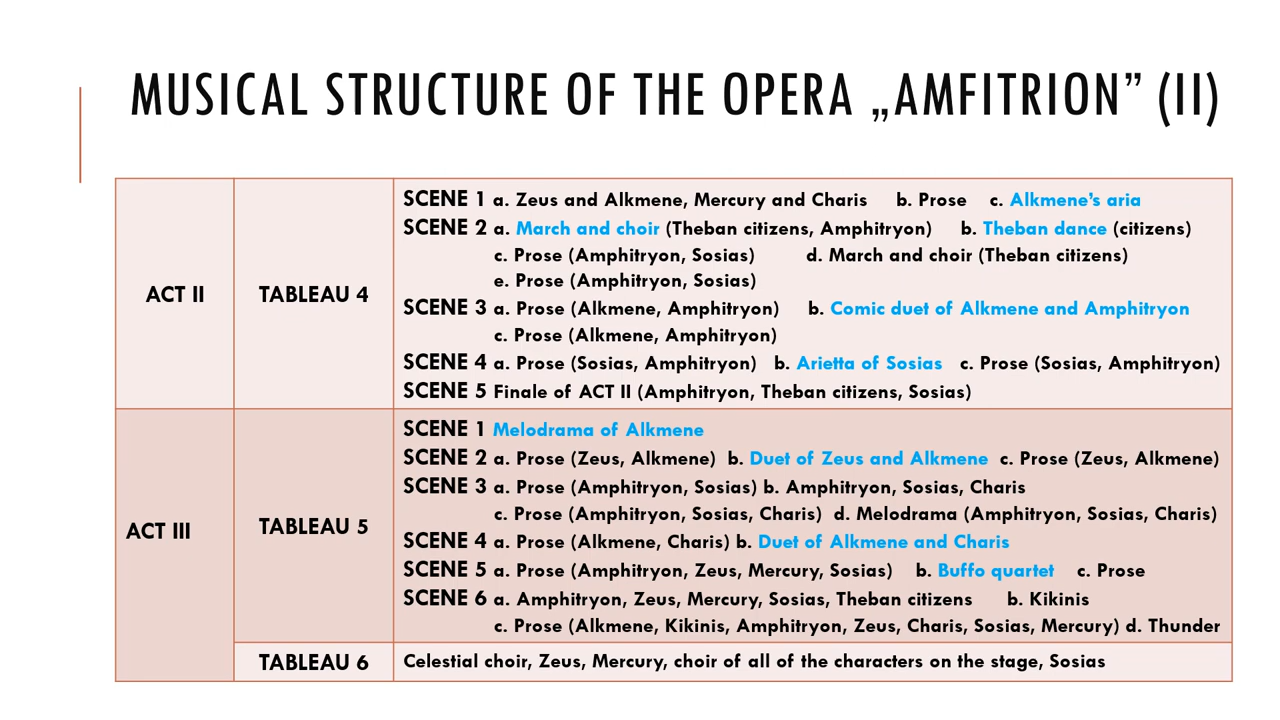 MUSICAL STRUCTURE OF THE OPERA „AMFITRION” (II)
ACT II
TABLEAU 4
SCENE 1 a. Zeus and Alkmene, Mercury and Charis b. Prose c. Alkmene’s aria
SCENE 2 a. March and choir (Theban citizens, Amphitryon) b. Theban dance (citizens)
c. Prose (Amphitryon, Sosias) d. March and choir (Theban citizens)
e. Prose (Amphitryon, Sosias)
SCENE 3 a. Prose (Alkmene, Amphitryon) b. Comic duet of Alkmene and Amphitryon
c. Prose (Alkmene, Amphitryon)
SCENE 4 a. Prose (Sosias, Amphitryon) b. Arietta of Sosias c. Prose (Sosias, Amphitryon)
SCENE 5 Finale of ACT II (Amphitryon, Theban citizens, Sosias)
ACT III
TABLEAU 5
SCENE 1 Melodrama of Alkmene
SCENE 2 a. Prose (Zeus, Alkmene) b. Duet of Zeus and Alkmene c. Prose (Zeus, Alkmene)
SCENE 3 a. Prose (Amphitryon, Sosias) b. Amphitryon, Sosias, Charis
c. Prose (Amphitryon, Sosias, Charis) d. Melodrama (Amphitryon, Sosias, Charis)
SCENE 4 a. Prose (Alkmene, Charis) b. Duet of Alkmene and Charis
SCENE 5 a. Prose (Amphitryon, Zeus, Mercury, Sosias) b. Buffo quartet c. Prose
SCENE 6 a. Amphitryon, Zeus, Mercury, Sosias, Theban citizens b. Kikinis
c. Prose (Alkmene, Kikinis, Amphitryon, Zeus, Charis, Sosias, Mercury) d. Thunder
TABLEAU 6
Celestial choir, Zeus, Mercury, choir of all of the characters on the stage, Sosias